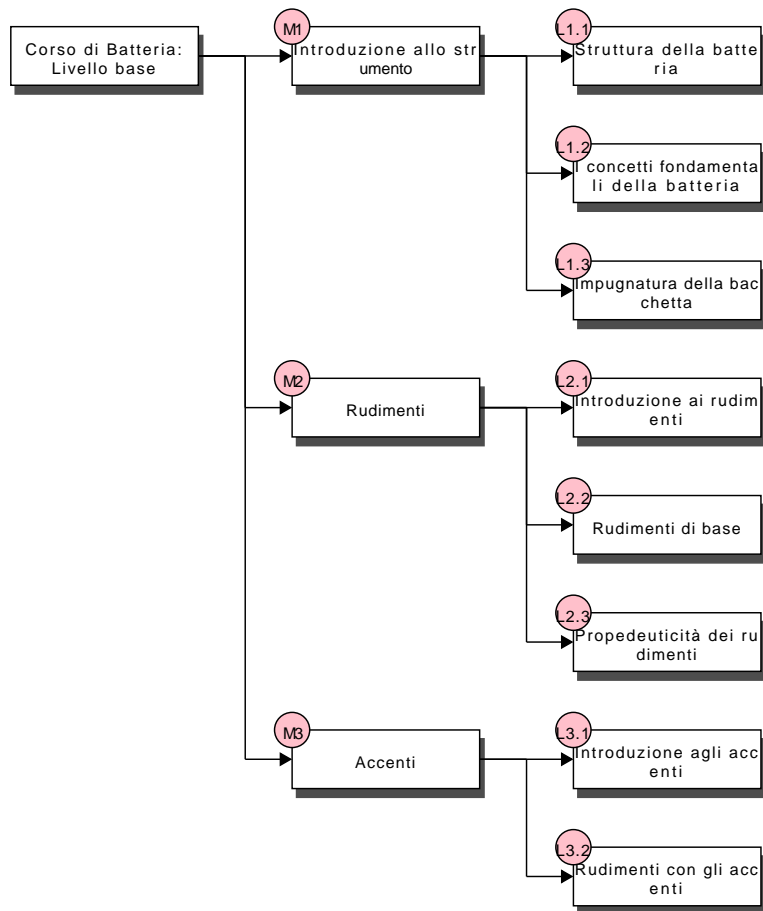 M1
L1.1
Corso di Batteria:
Livello base
Introduzione allo str
umento
Struttura della batte
ria
L1.2
I concetti fondamenta
li della batteria
L1.3
Impugnatura della bac
chetta
M2
L2.1
Rudimenti
Introduzione ai rudim
enti
L2.2
Rudimenti di base
L2.3
Propedeuticità dei ru
dimenti
M3
L3.1
Accenti
Introduzione agli acc
enti
L3.2
Rudimenti con gli acc
enti